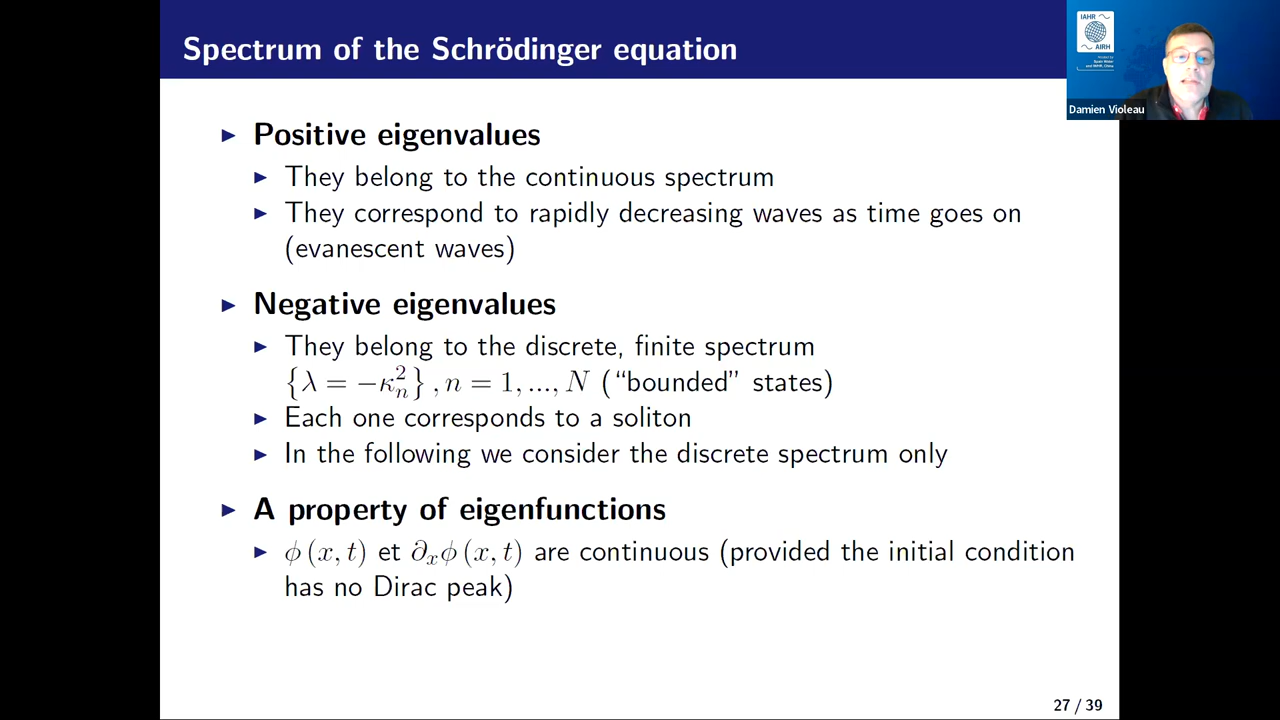 Spectrum of the Schrödinger equation
IAHR
AIRH
Damien Violeau
▶ Positive eigenvalues
▶ They belong to the continuous spectrum
▶ They correspond to rapidly decreasing waves as time goes on
(evanescent waves)
▶ Negative eigenvalues
▶ They belong to the discrete, finite spectrum
{λ = −κₙ²}, n = 1, ..., N (“bounded” states)
▶ Each one corresponds to a soliton
▶ In the following we consider the discrete spectrum only
▶ A property of eigenfunctions
▶ ϕ (x, t) et ∂ₓϕ (x, t) are continuous (provided the initial condition
has no Dirac peak)
27 / 39